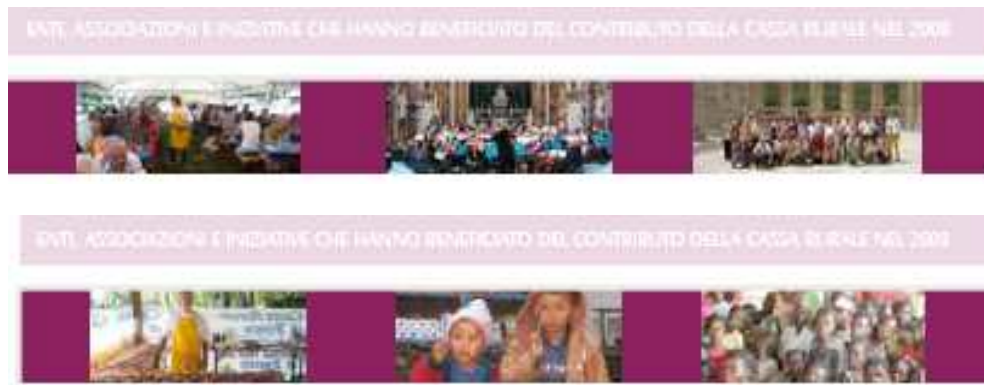 ENTI, ASSOCIAZIONI E INIZIATIVE CHE HANNO BENEFICIATO DEL CONTRIBUTO DELLA CASSA RURALE NEL 2008
ENTI, ASSOCIAZIONI E INIZIATIVE CHE HANNO BENEFICIATO DEL CONTRIBUTO DELLA CASSA RURALE NEL 2008